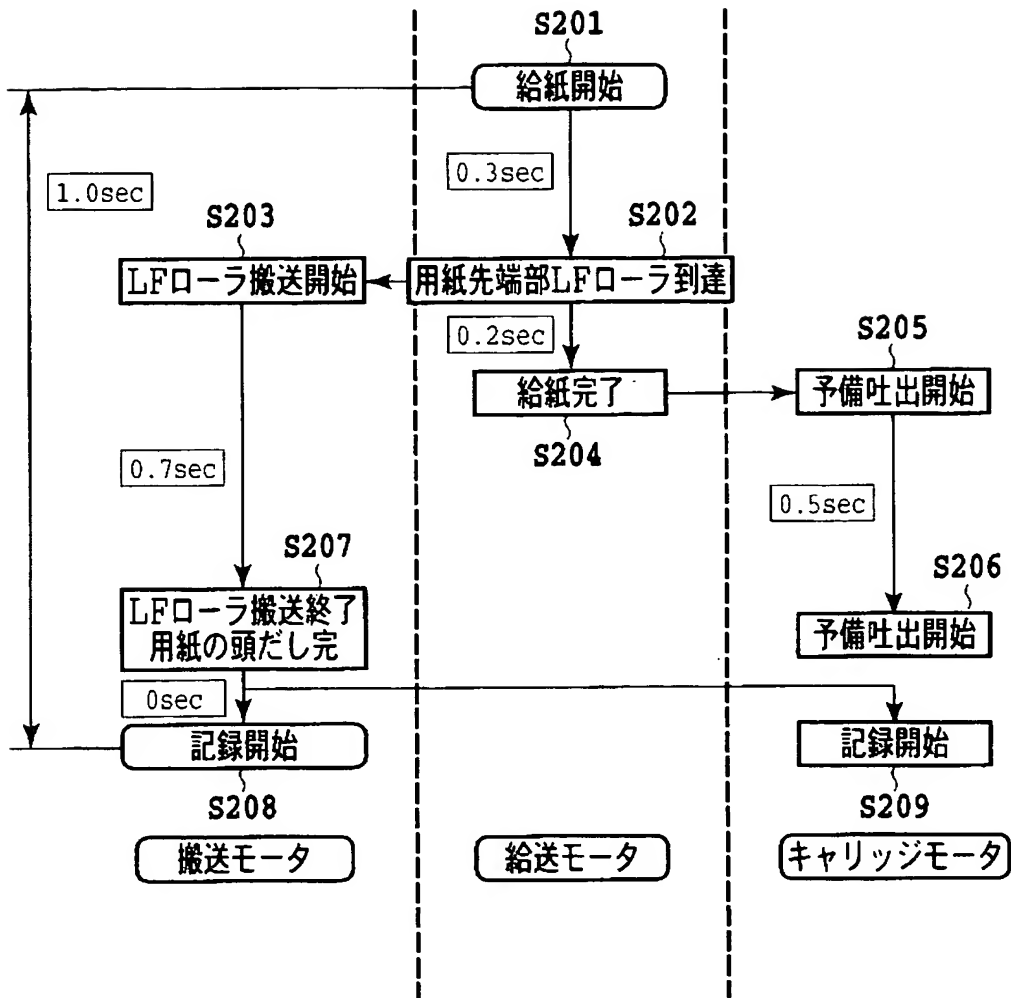 S201
給紙開始
1.0sec
0.3sec
S203
S202
LFローラ搬送開始
用紙先端部LFローラ到達
0.2sec
S205
給紙完了
予備吐出開始
S204
0.7sec
0.5sec
S207
S206
LFローラ搬送終了
用紙の頭だし完
予備吐出開始
0sec
記録開始
記録開始
S208
S209
搬送モータ
給送モータ
キャリッジモータ